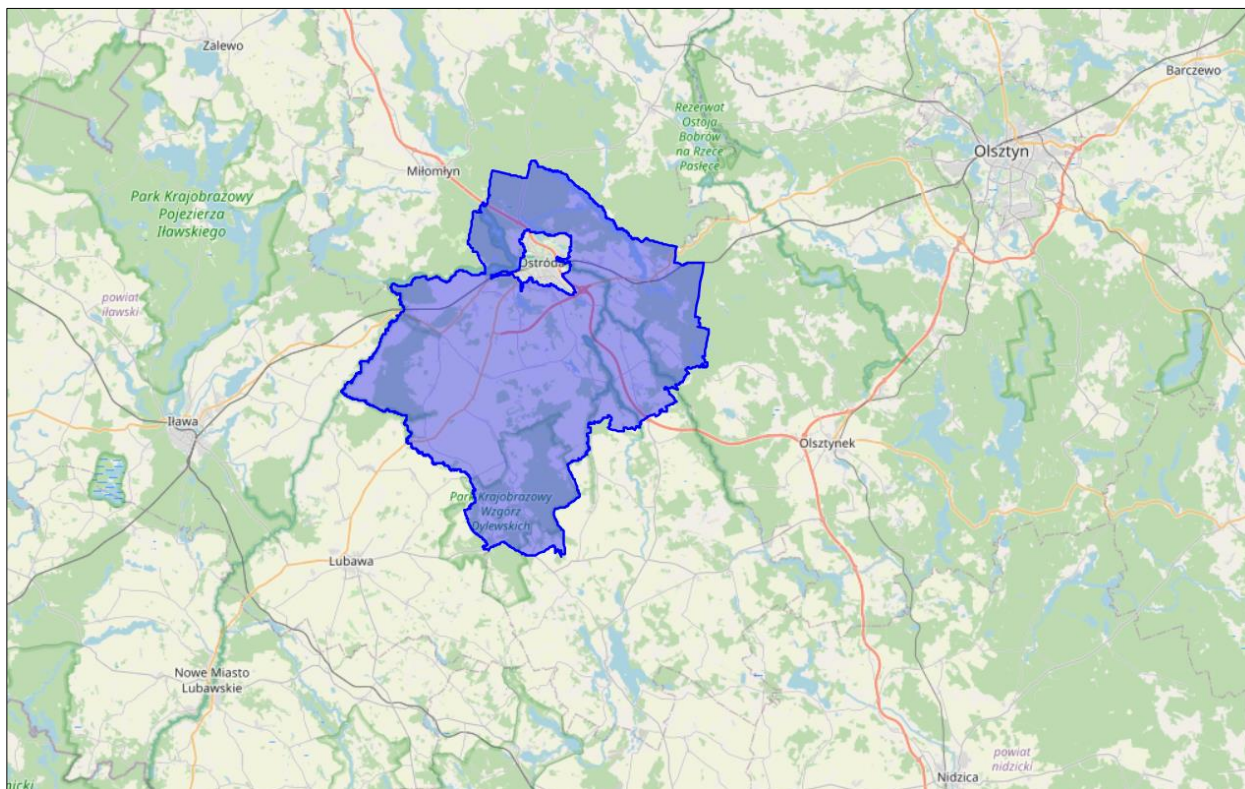 Zalewo
Barczewo
Rezerwat
Ostoja
Bobrów
na Rzece
Pasłęce
Olsztyn
Miłomłyn
Park Krajobrazowy
Pojezierza
Iławskiego
Ostróda
powiat
iławski
Iława
Olsztynek
Park Krajobrazowy
Wzgórz
Dylewskich
Lubawa
Nowe Miasto
Lubawskie
powiat
nidzicki
Nidzica